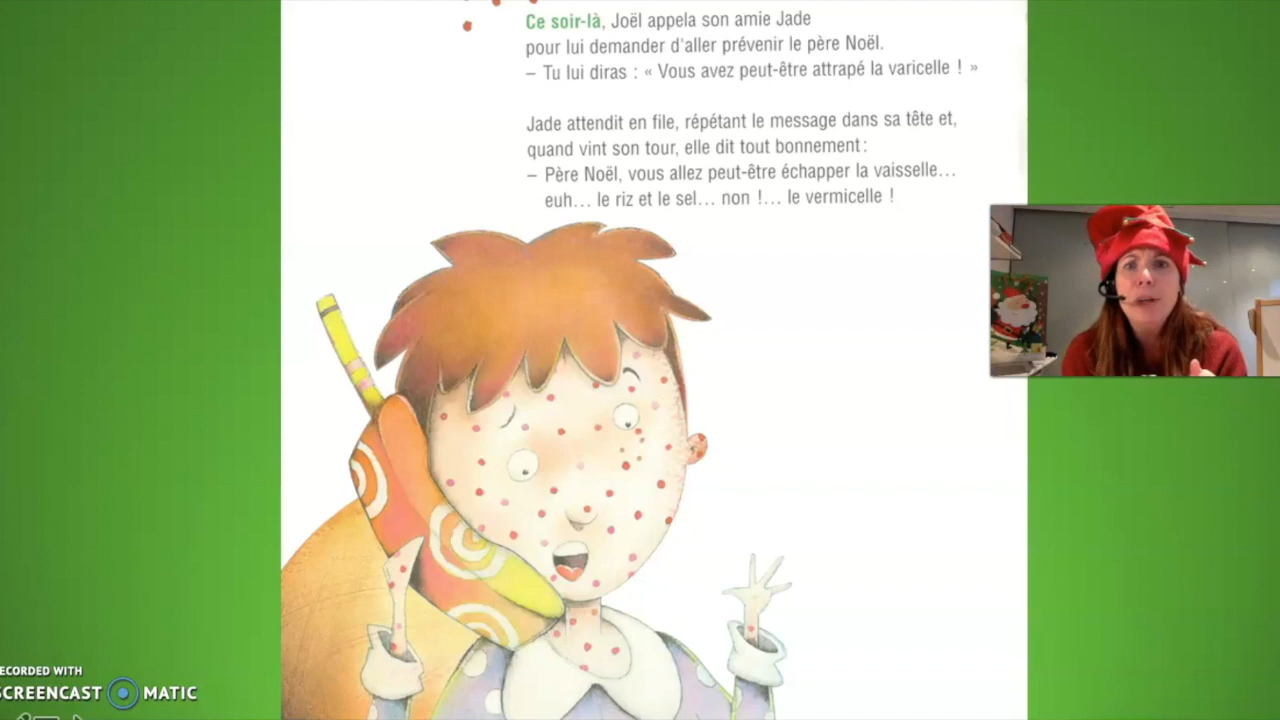 Ce soir-là, Joël appela son amie Jade
pour lui demander d'aller prévenir le père Noël.
– Tu lui diras : « Vous avez peut-être attrapé la varicelle ! »
Jade attendit en file, répétant le message dans sa tête et,
quand vint son tour, elle dit tout bonnement :
– Père Noël, vous allez peut-être échapper la vaisselle…
euh… le riz et le sel… non !… le vermicelle !
ECORDED WITH
SCREENCAST MATIC